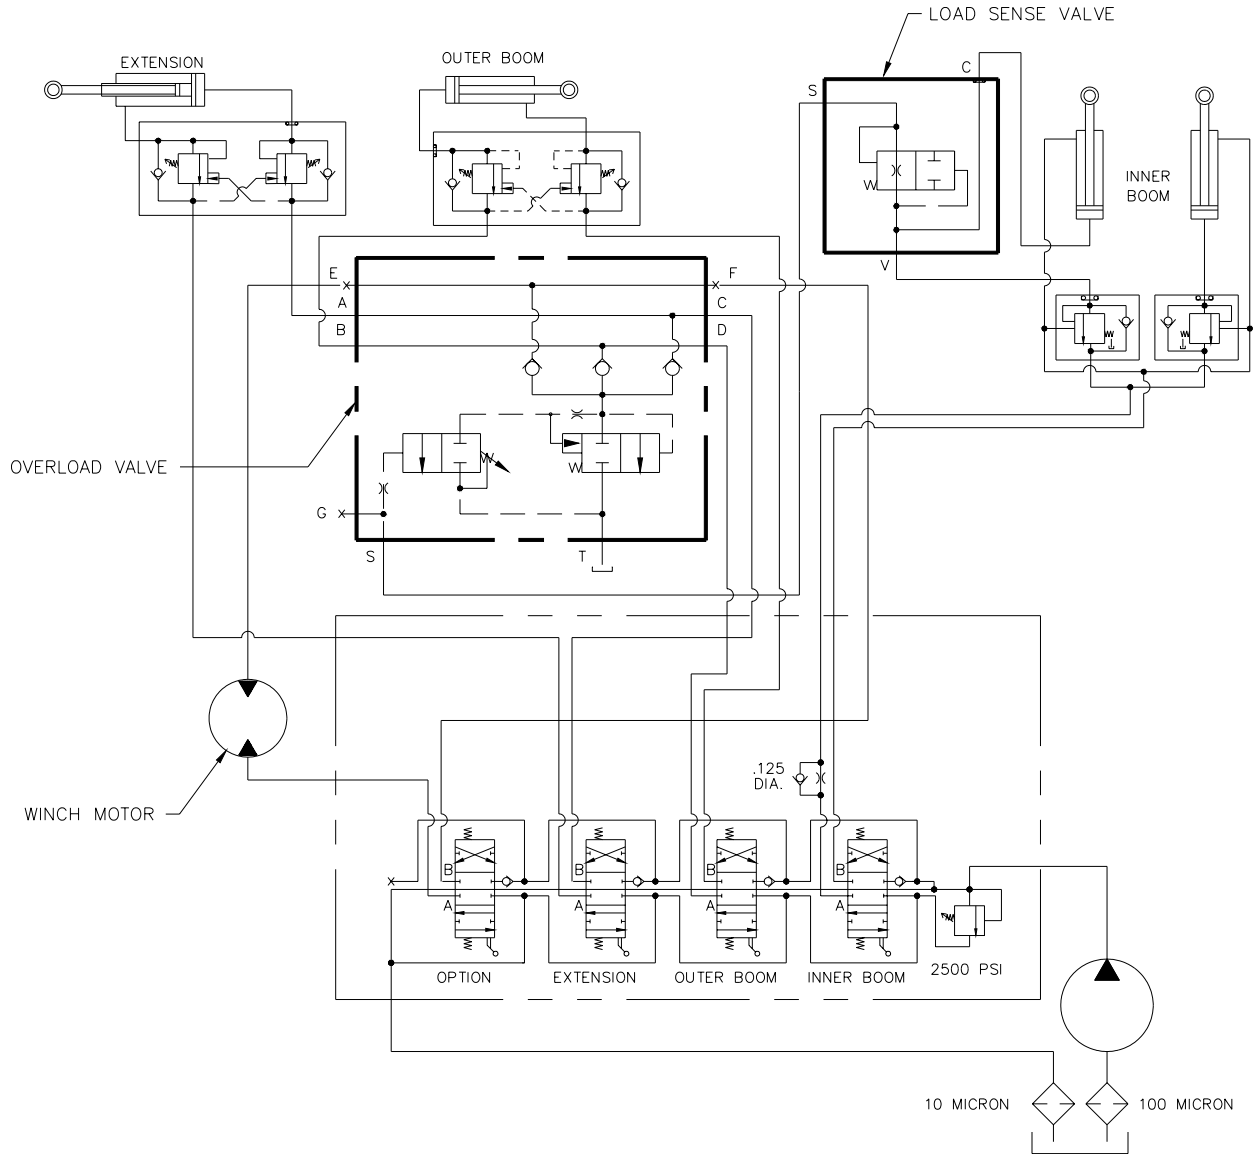 LOAD SENSE VALVE
EXTENSION
OUTER BOOM
C
S
INNER
BOOM
V
E
F
A
C
B
D
OVERLOAD VALVE
G
S
T
WINCH MOTOR
.125
DIA.
B
B
B
B
A
A
A
A
OPTION
EXTENSION
OUTER BOOM
INNER BOOM
2500 PSI
10 MICRON
100 MICRON